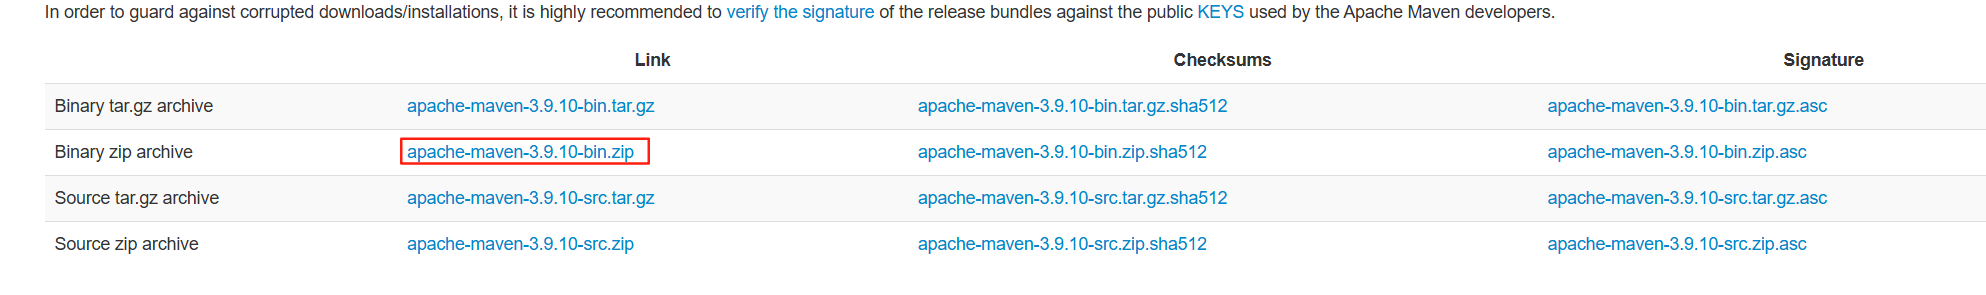 In order to guard against corrupted downloads/installations, it is highly recommended to verify the signature of the release bundles against the public KEYS used by the Apache Maven developers.
Link Checksums Signature
Binary tar.gz archive apache-maven-3.9.10-bin.tar.gz apache-maven-3.9.10-bin.tar.gz.sha512 apache-maven-3.9.10-bin.tar.gz.asc
Binary zip archive apache-maven-3.9.10-bin.zip apache-maven-3.9.10-bin.zip.sha512 apache-maven-3.9.10-bin.zip.asc
Source tar.gz archive apache-maven-3.9.10-src.tar.gz apache-maven-3.9.10-src.tar.gz.sha512 apache-maven-3.9.10-src.tar.gz.asc
Source zip archive apache-maven-3.9.10-src.zip apache-maven-3.9.10-src.zip.sha512 apache-maven-3.9.10-src.zip.asc